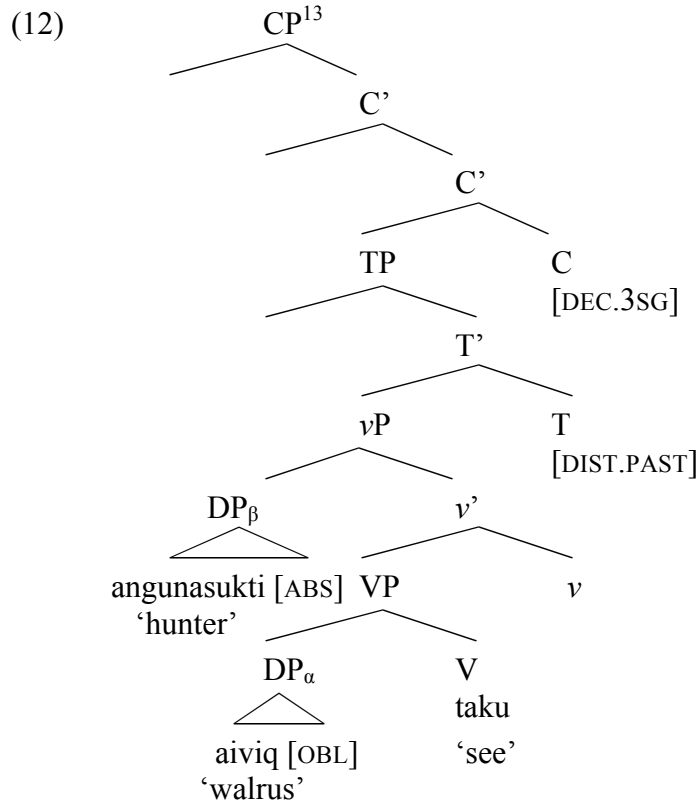 (12) CP¹³
C’
C’
TP C
[DEC.3SG]
T’
vP T
[DIST.PAST]
DPβ v’
angunasukti [ABS] VP v
‘hunter’
DPα V
taku
aiviq [OBL] ‘see’
‘walrus’